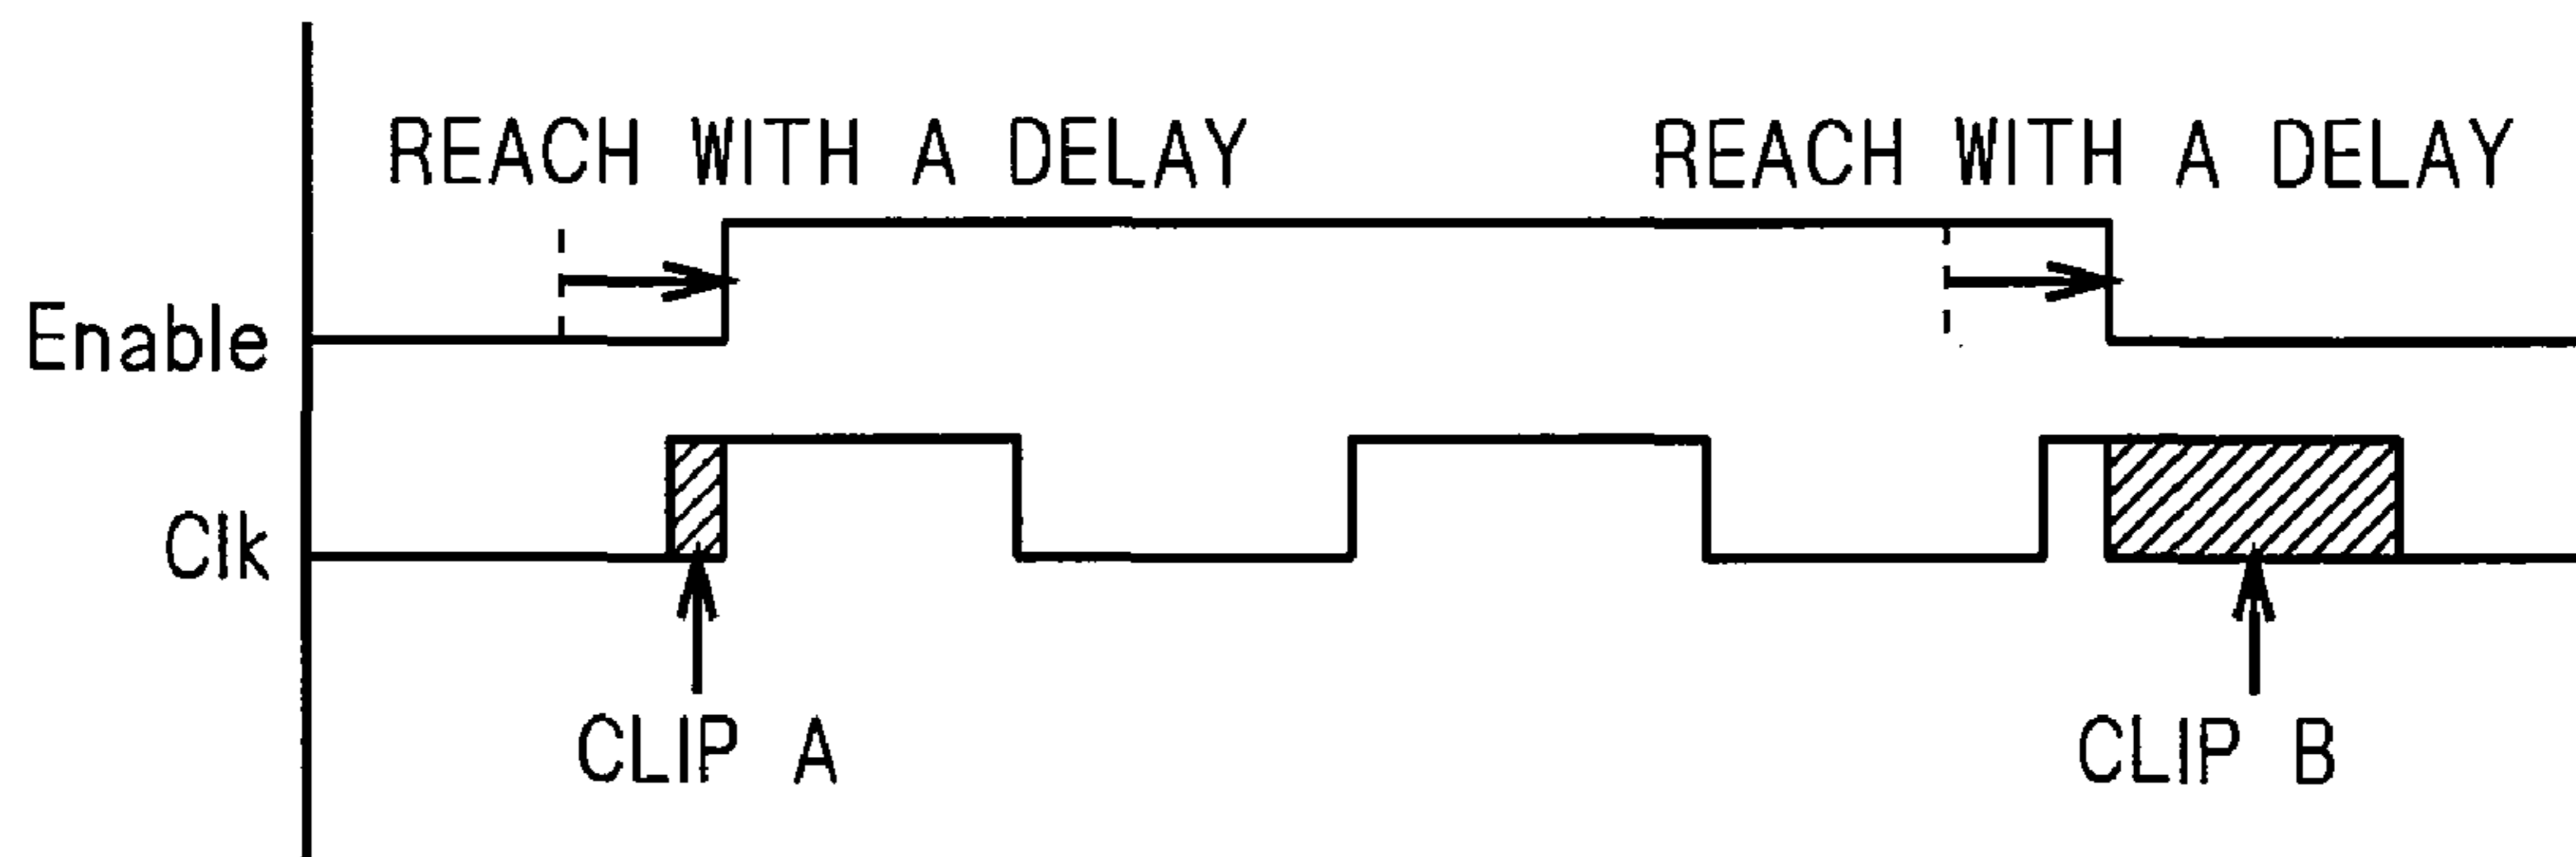 REACH WITH A DELAY
REACH WITH A DELAY
Enable
Clk
CLIP A
CLIP B